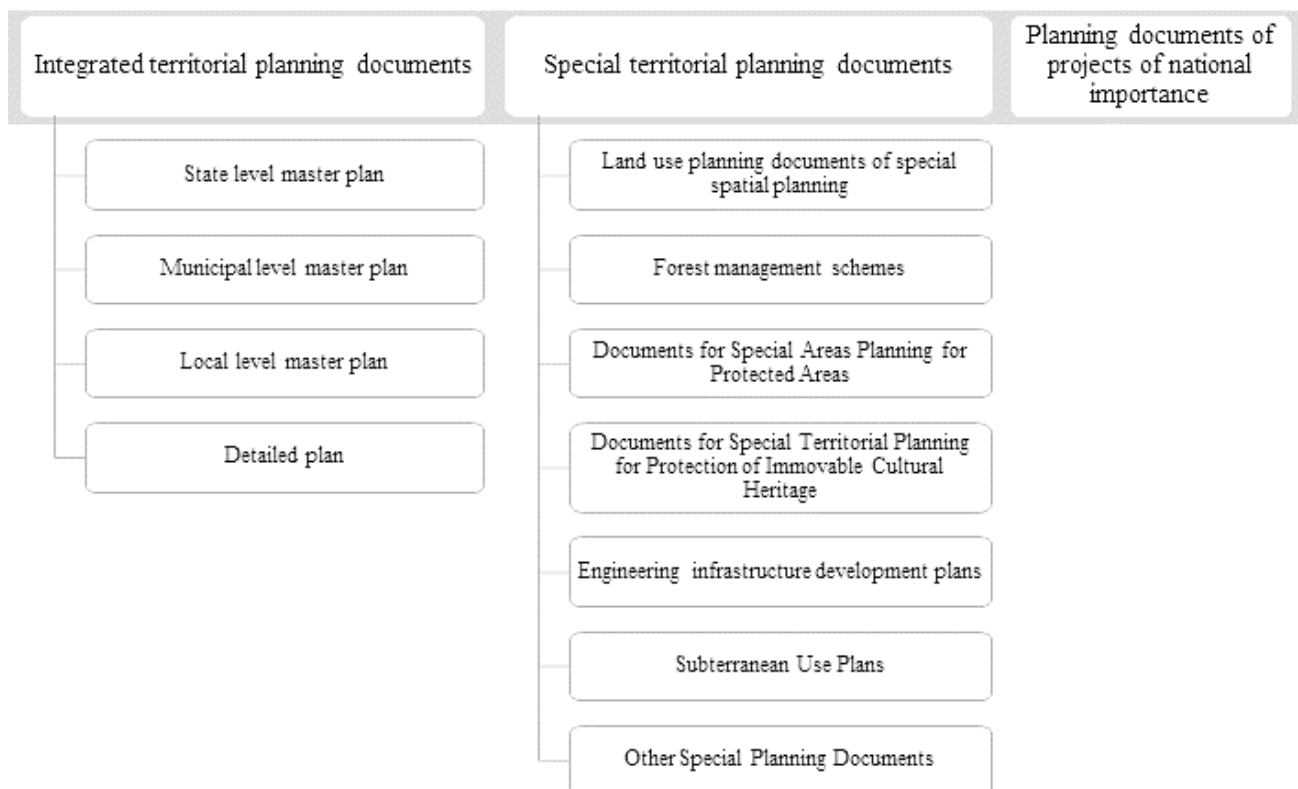 Integrated territorial planning documents
State level master plan
Municipal level master plan
Local level master plan
Detailed plan
Special territorial planning documents
Land use planning documents of special
spatial planning
Forest management schemes
Documents for Special Areas Planning for
Protected Areas
Documents for Special Territorial Planning
for Protection of Immovable Cultural
Heritage
Engineering infrastructure development plans
Subterranean Use Plans
Other Special Planning Documents
Planning documents of
projects of national
importance